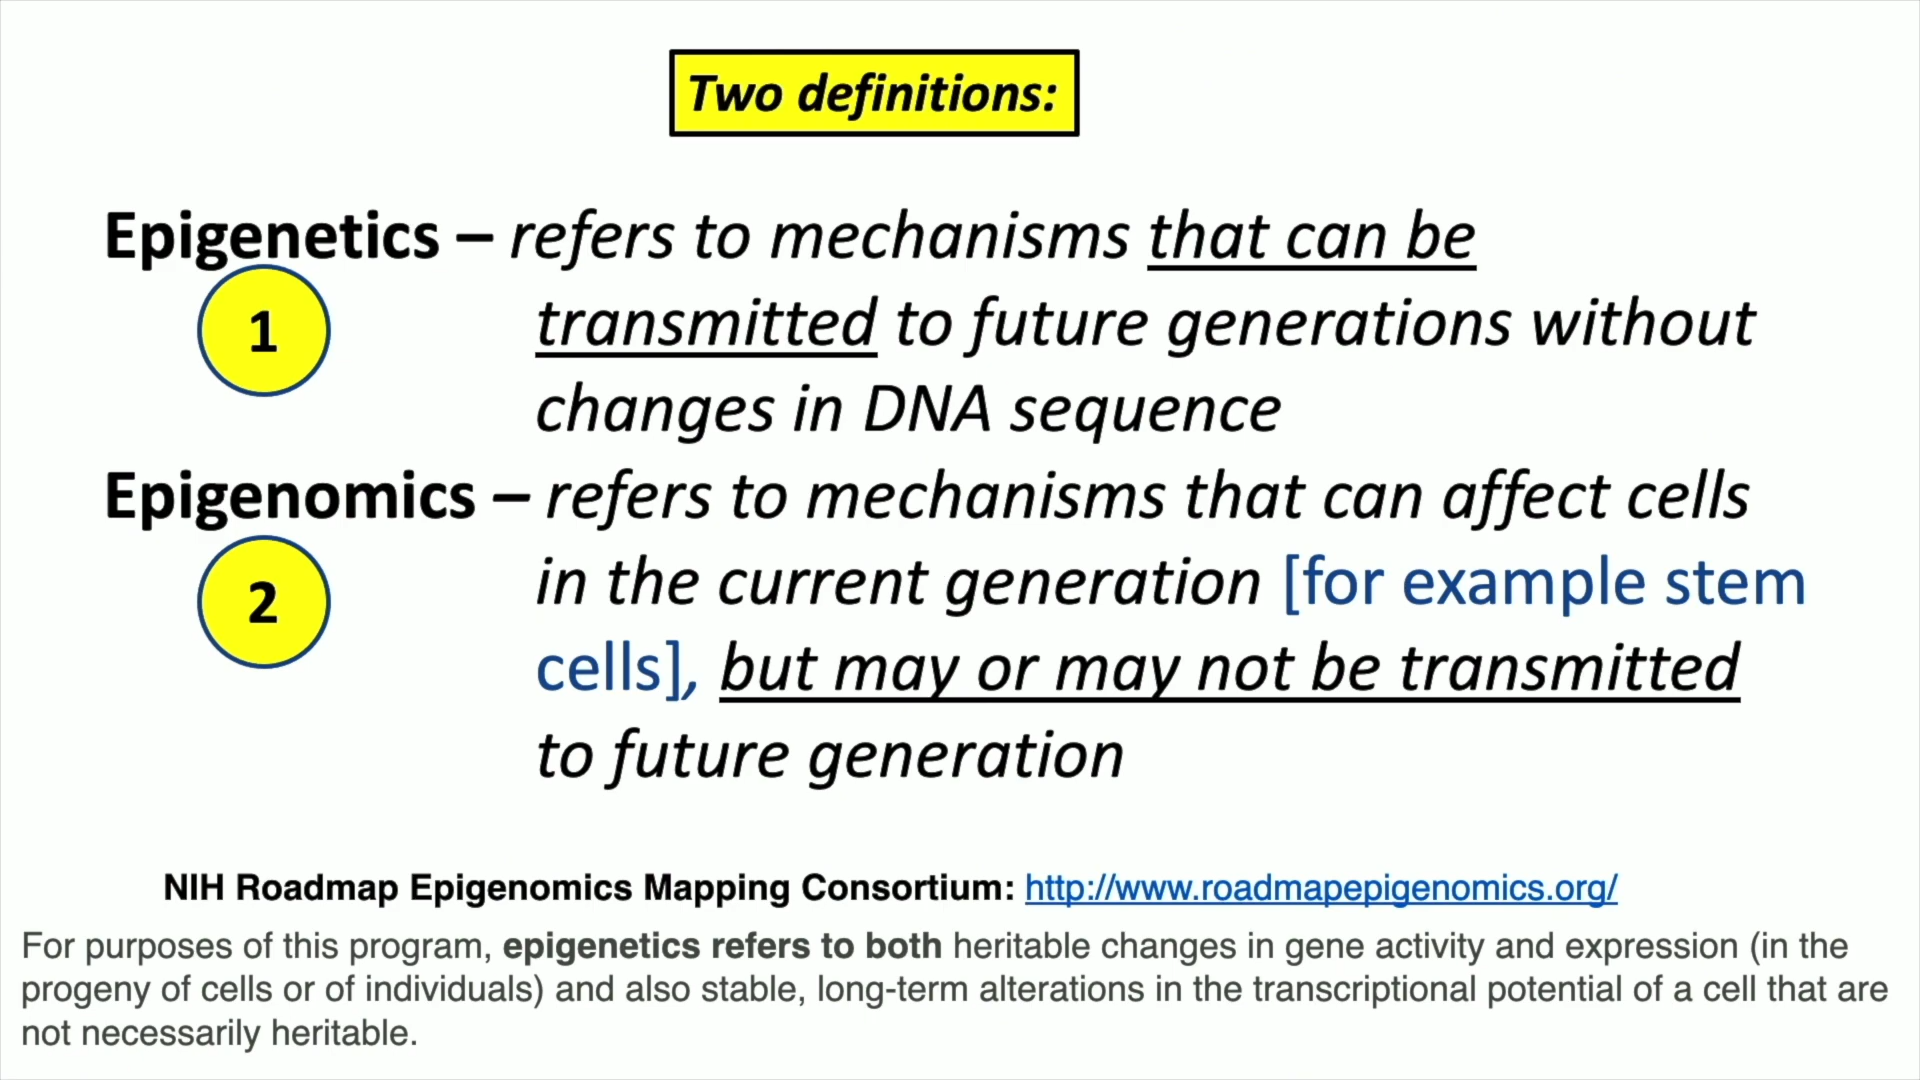 Two definitions:
Epigenetics – refers to mechanisms that can be
1
transmitted to future generations without
changes in DNA sequence
Epigenomics – refers to mechanisms that can affect cells
2
in the current generation [for example stem
cells], but may or may not be transmitted
to future generation
NIH Roadmap Epigenomics Mapping Consortium: http://www.roadmapepigenomics.org/
For purposes of this program, epigenetics refers to both heritable changes in gene activity and expression (in the
progeny of cells or of individuals) and also stable, long-term alterations in the transcriptional potential of a cell that are
not necessarily heritable.